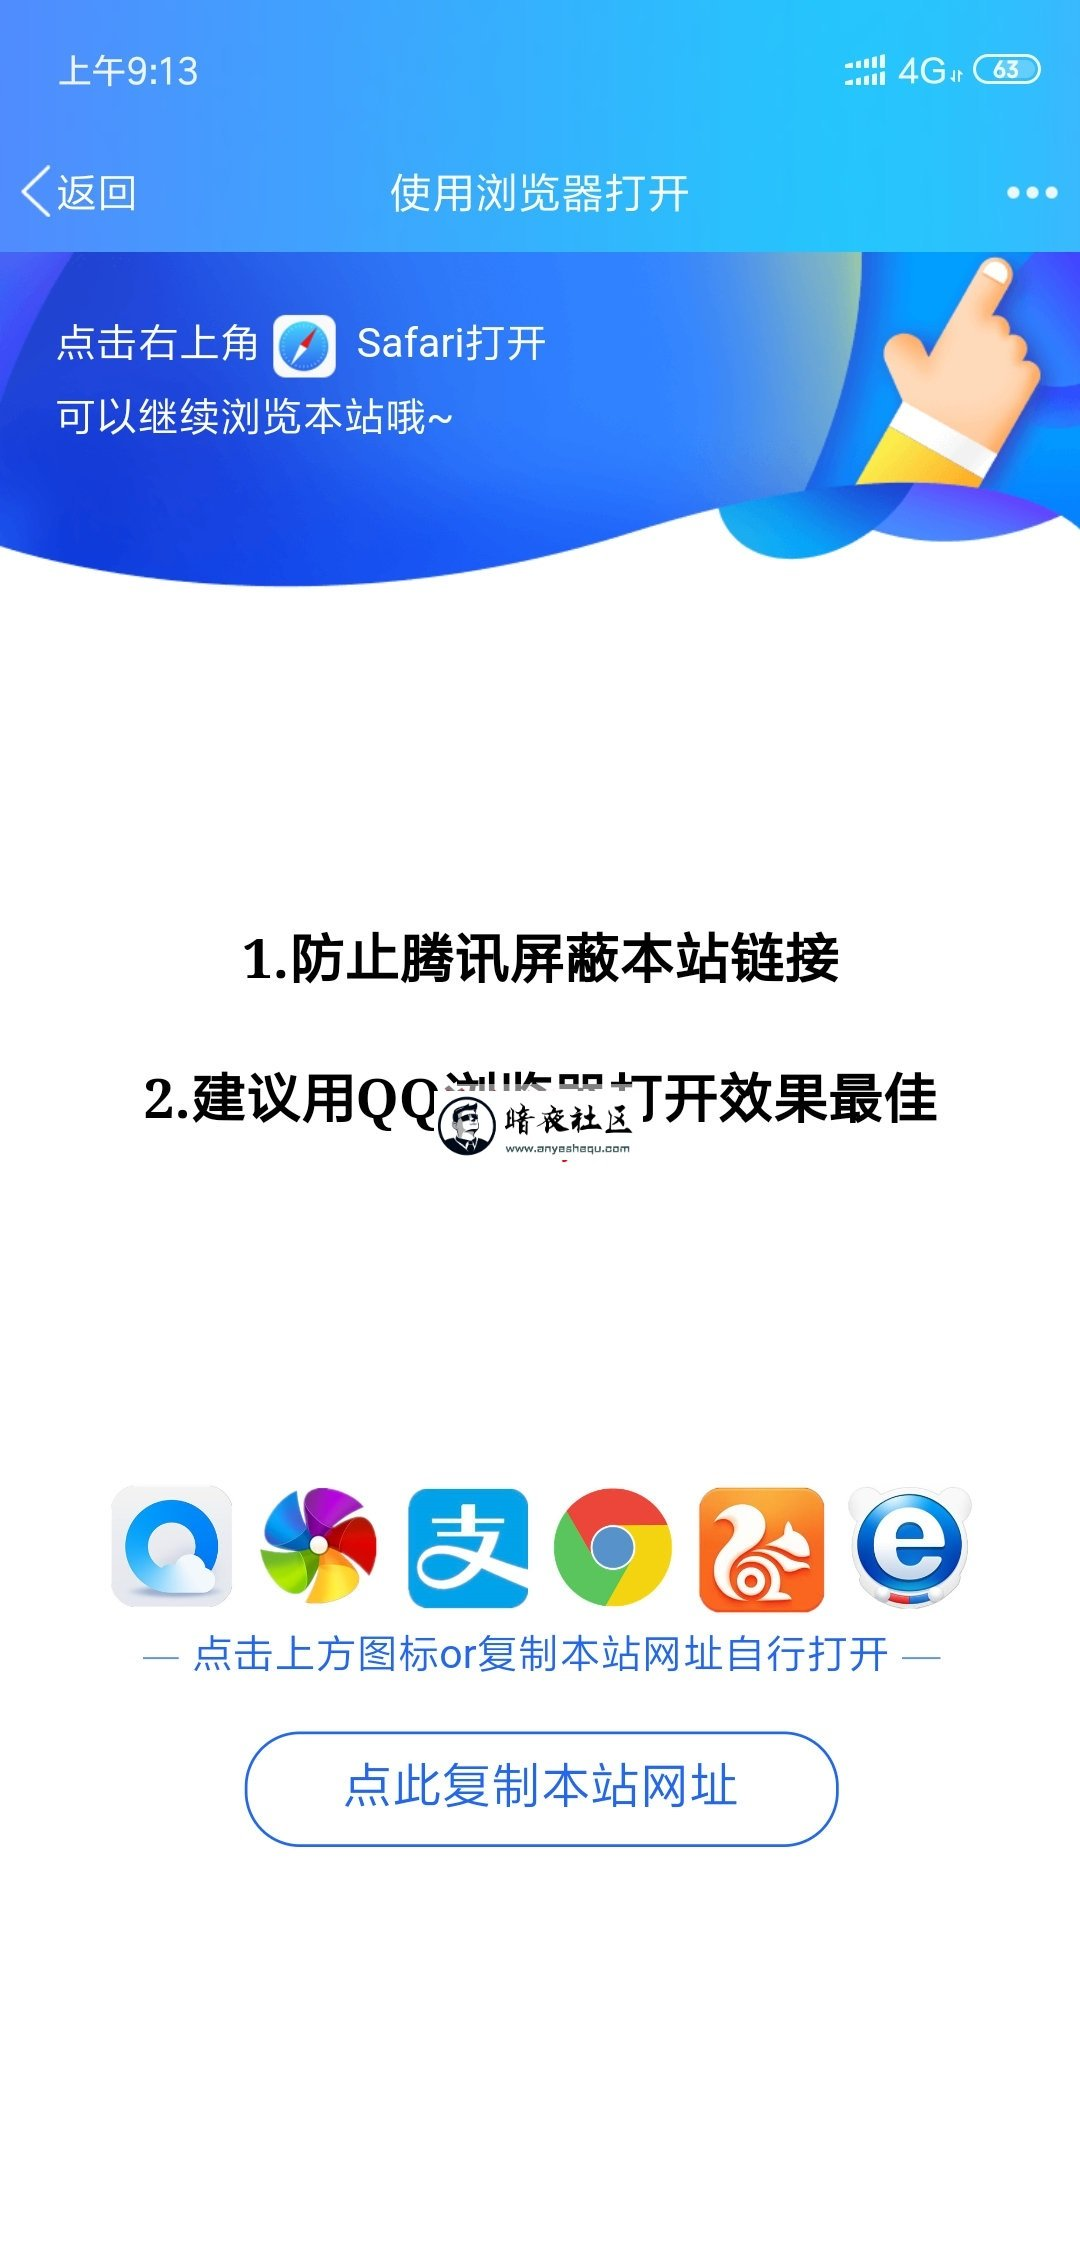 上午9:13
4G
63
返回
使用浏览器打开
点击右上角 Safari打开
可以继续浏览本站哦~
1.防止腾讯屏蔽本站链接
2.建议用QQ浏览器打开效果最佳
暗夜社区
www.anyeshequ.com
支
e
— 点击上方图标or复制本站网址自行打开 —
点此复制本站网址